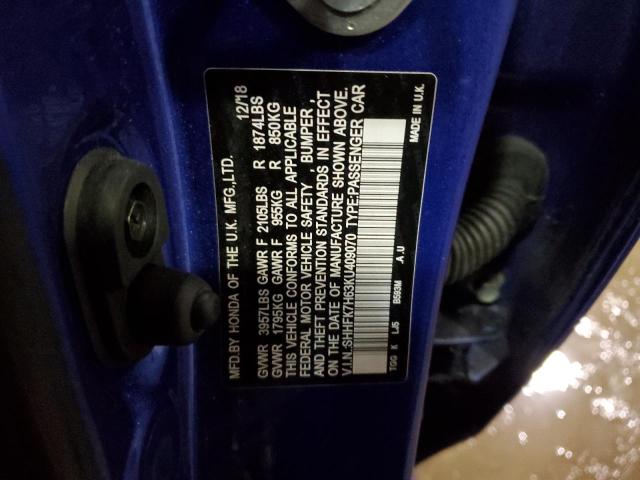 MFD.BY HONDA OF THE U.K. MFG.,LTD. 12/18
GVWR 3957LBS GAWR F 2105LBS R 1874LBS
GVWR 1795KG GAWR F 955KG R 850KG
THIS VEHICLE CONFORMS TO ALL APPLICABLE
FEDERAL MOTOR VEHICLE SAFETY , BUMPER ,
AND THEFT PREVENTION STANDARDS IN EFFECT
ON THE DATE OF MANUFACTURE SHOWN ABOVE.
V.I.N.SHHFK7H63KU409070 TYPE:PASSENGER CAR
TGG K LJ5 B593M .A.U
MADE IN U.K.